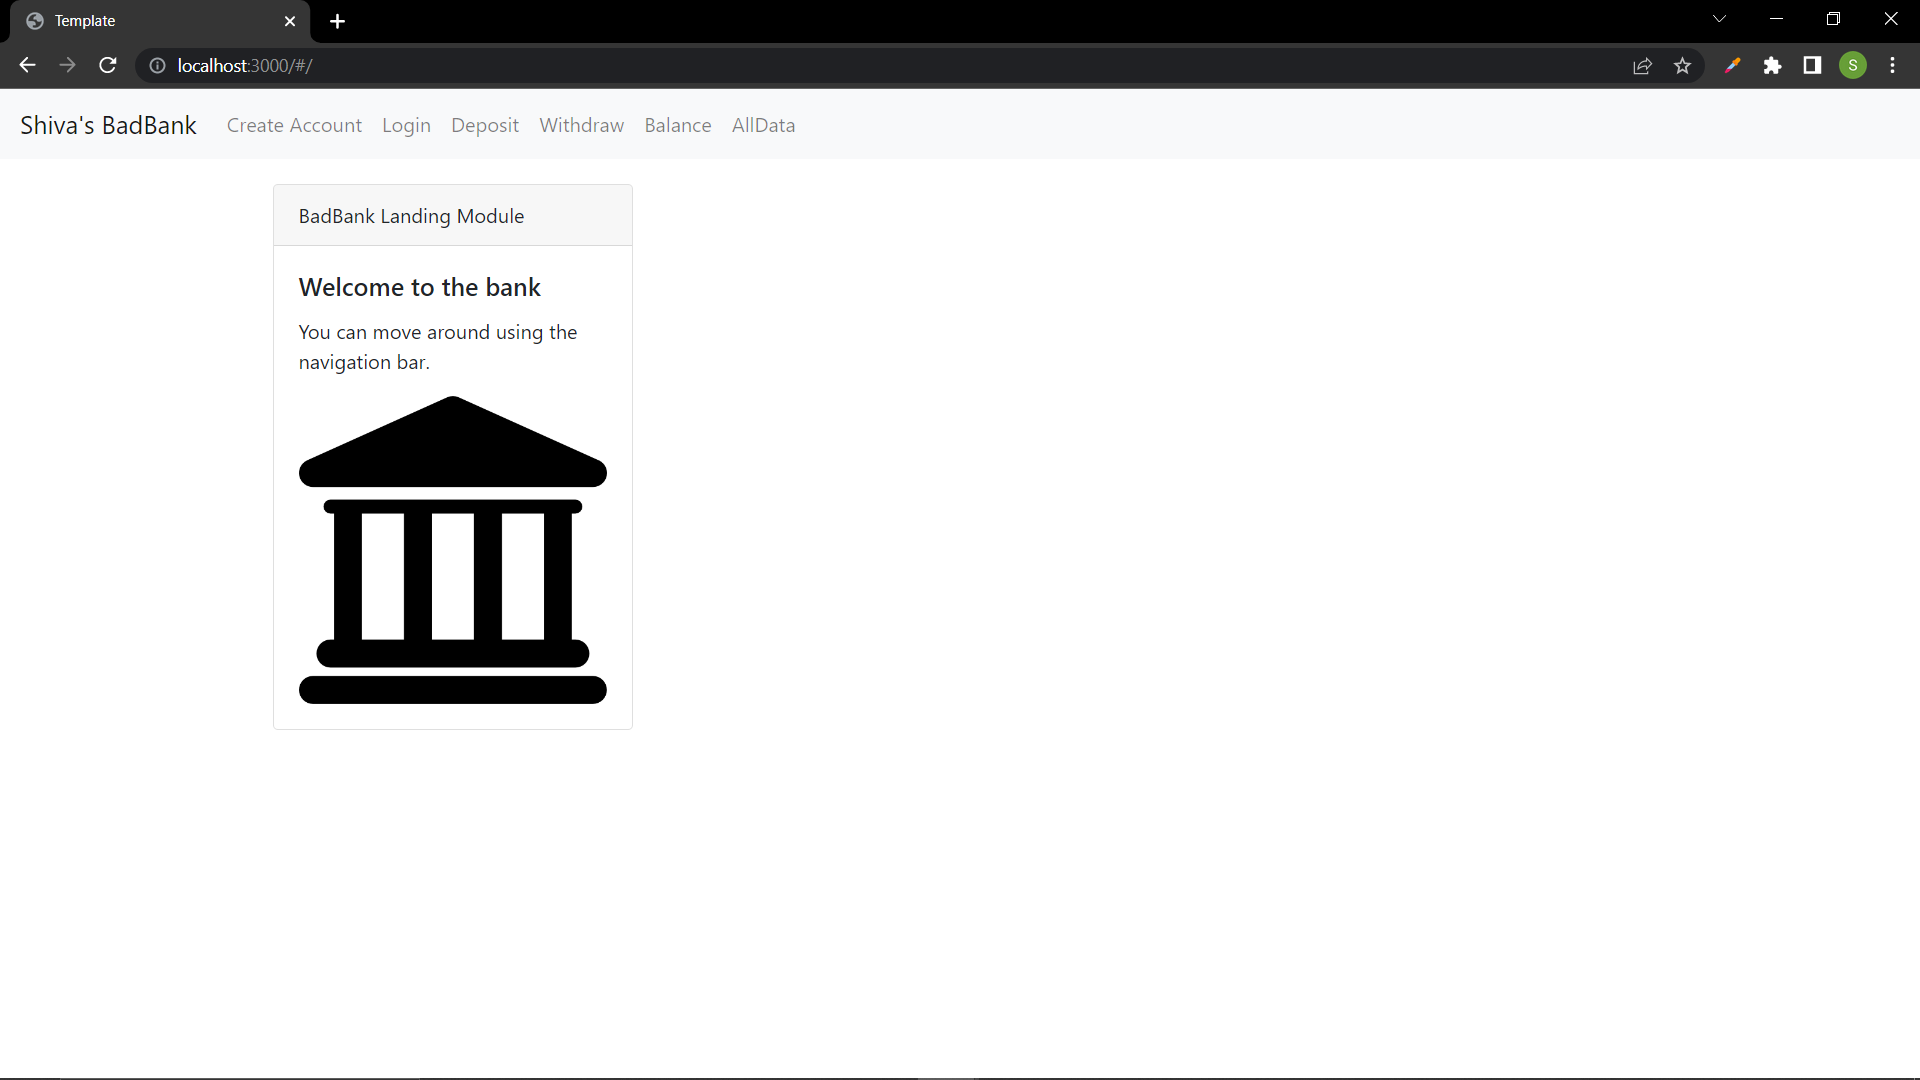 Template
localhost:3000/#/
S
Shiva's BadBank Create Account Login Deposit Withdraw Balance AllData
BadBank Landing Module
Welcome to the bank
You can move around using the
navigation bar.